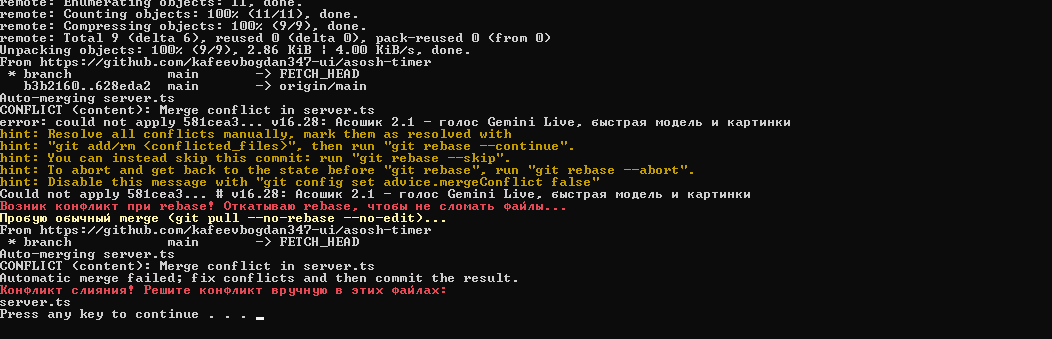 remote: Enumerating objects: 11, done.
remote: Counting objects: 100% (11/11), done.
remote: Compressing objects: 100% (9/9), done.
remote: Total 9 (delta 6), reused 0 (delta 0), pack-reused 0 (from 0)
Unpacking objects: 100% (9/9), 2.86 KiB ¦ 4.00 KiB/s, done.
From https://github.com/kafeevbogdan347-ui/asosh-timer
 * branch            main       -> FETCH_HEAD
   b3b2160..628eda2  main       -> origin/main
Auto-merging server.ts
CONFLICT (content): Merge conflict in server.ts
error: could not apply 581cea3... v16.28: Асошик 2.1 — голос Gemini Live, быстрая модель и картинки
hint: Resolve all conflicts manually, mark them as resolved with
hint: "git add/rm <conflicted_files>", then run "git rebase --continue".
hint: You can instead skip this commit: run "git rebase --skip".
hint: To abort and get back to the state before "git rebase", run "git rebase --abort".
hint: Disable this message with "git config set advice.mergeConflict false"
Could not apply 581cea3... # v16.28: Асошик 2.1 — голос Gemini Live, быстрая модель и картинки
Возник конфликт при rebase! Откатываю rebase, чтобы не сломать файлы...
Пробую обычный merge (git pull --no-rebase --no-edit)...
From https://github.com/kafeevbogdan347-ui/asosh-timer
 * branch            main       -> FETCH_HEAD
Auto-merging server.ts
CONFLICT (content): Merge conflict in server.ts
Automatic merge failed; fix conflicts and then commit the result.
Конфликт слияния! Решите конфликт вручную в этих файлах:
server.ts
Press any key to continue . . .